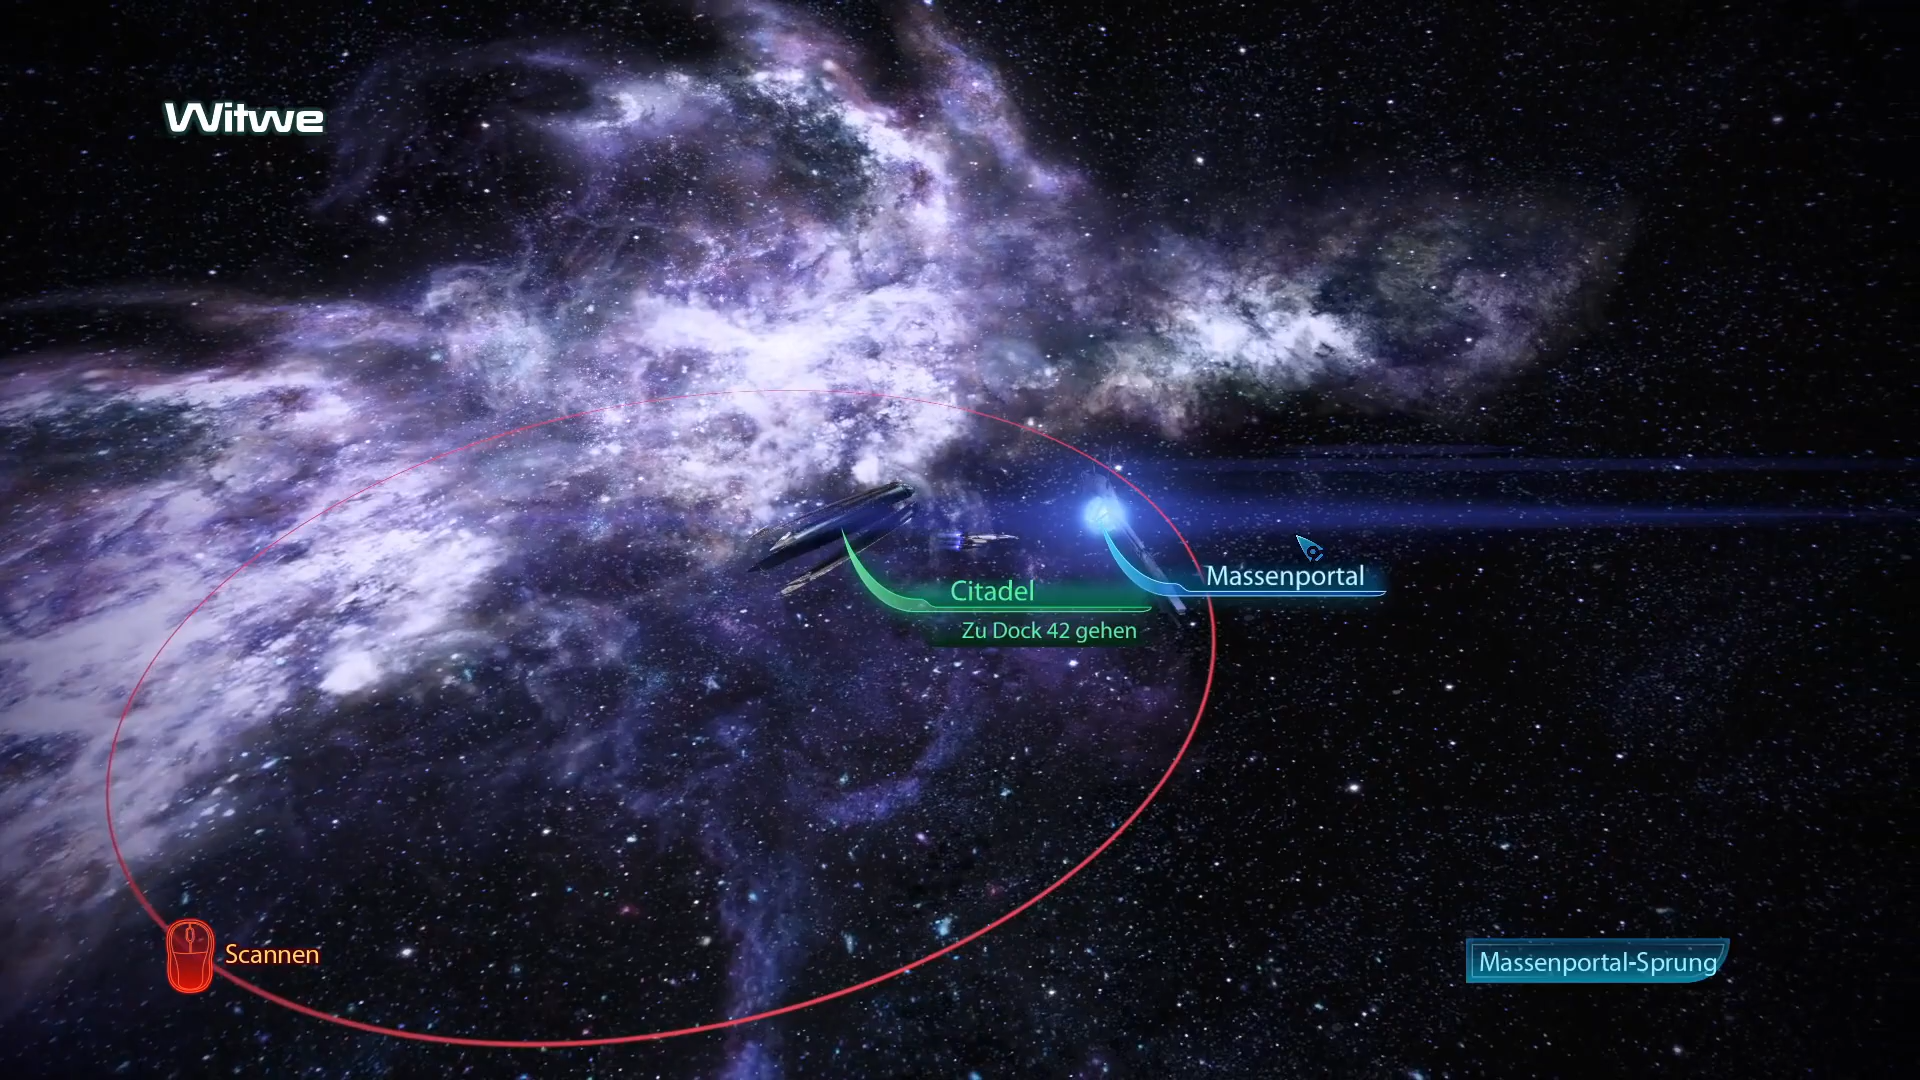 Witwe
Massenportal
Citadel
Zu Dock 42 gehen
Scannen
Massenportal-Sprung